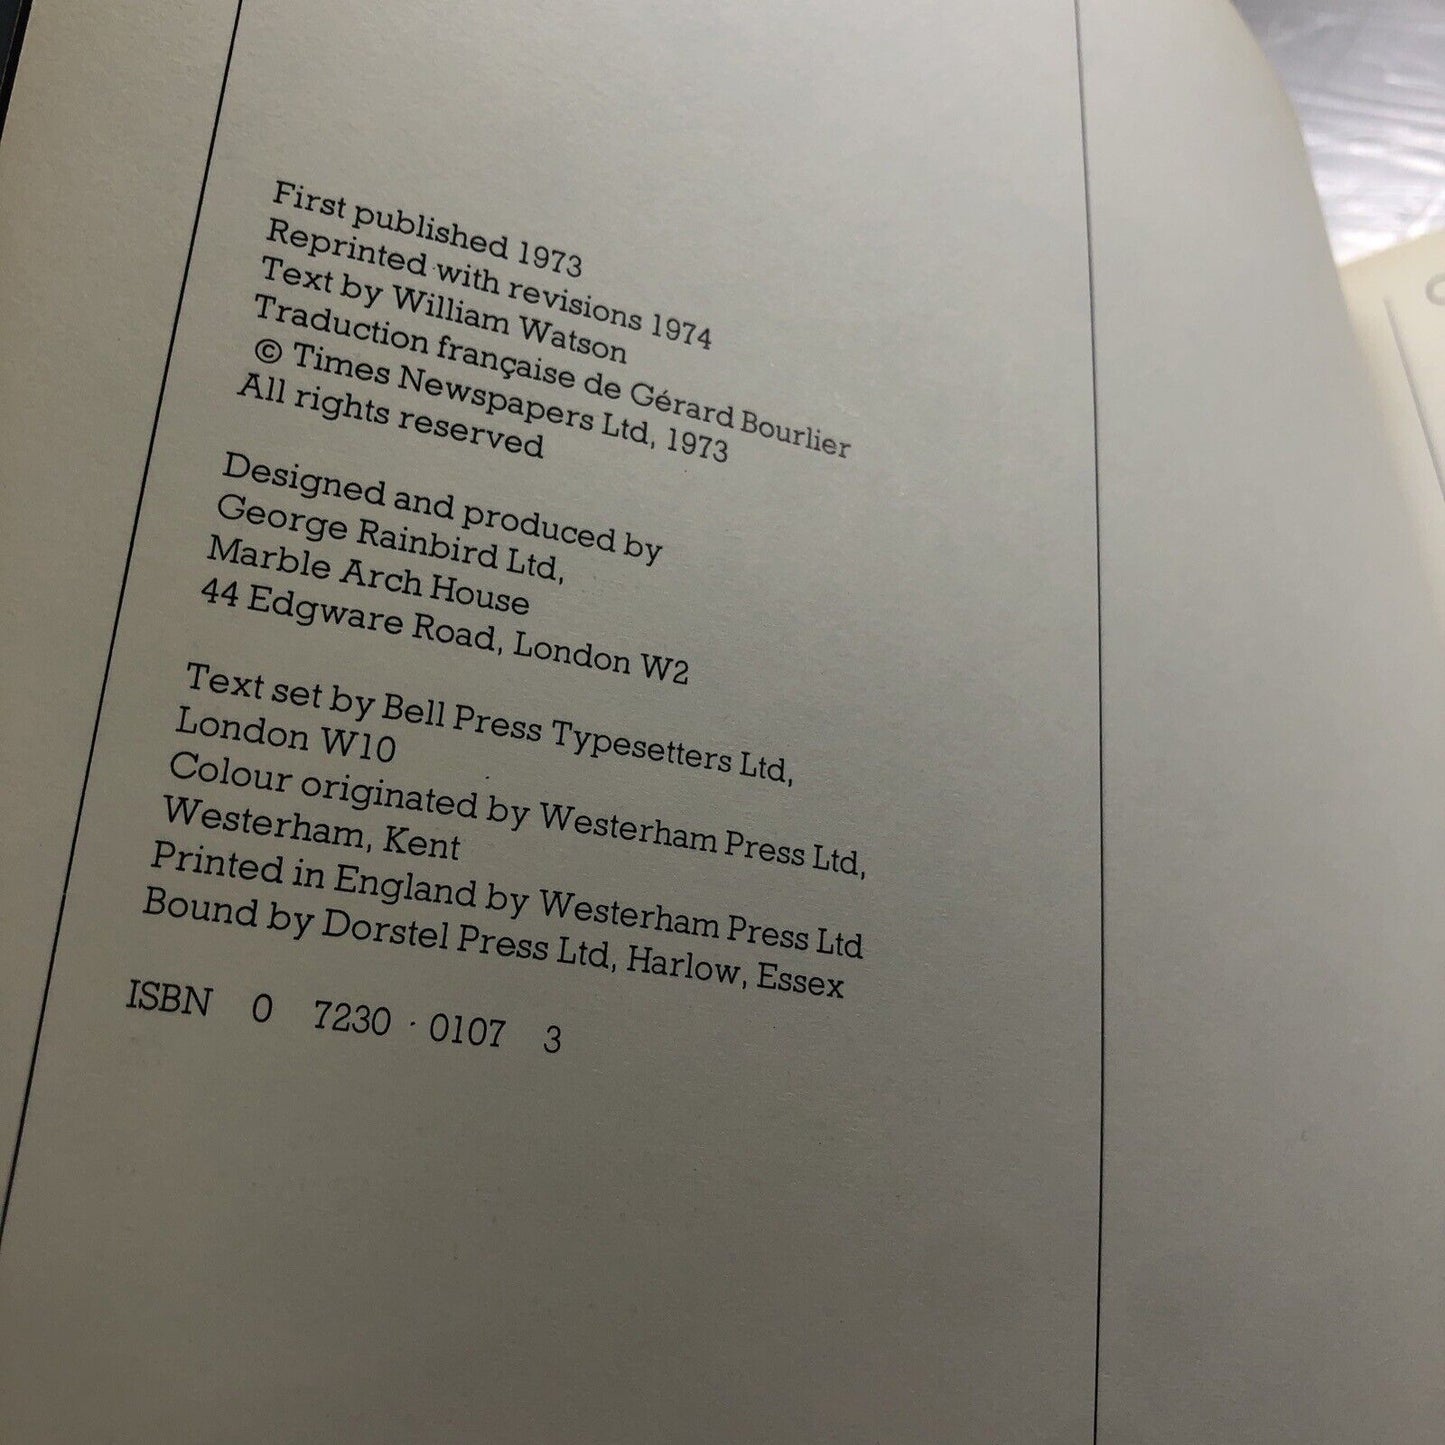 First published 1973
Reprinted with revisions 1974
Text by William Watson
Traduction française de Gérard Bourlier
© Times Newspapers Ltd, 1973
All rights reserved
Designed and produced by
George Rainbird Ltd,
Marble Arch House
44 Edgware Road, London W2
Text set by Bell Press Typesetters Ltd,
London W10
Colour originated by Westerham Press Ltd,
Westerham, Kent
Printed in England by Westerham Press Ltd
Bound by Dorstel Press Ltd, Harlow, Essex
ISBN 0 7230 · 0107 3